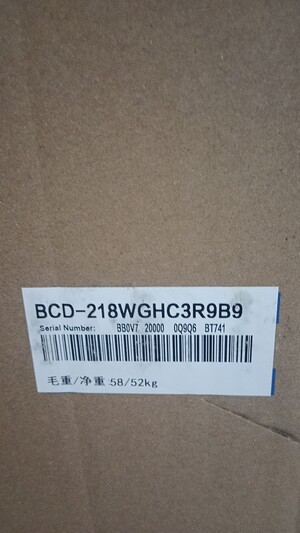 BCD-218WGHC3R9B9
Serial Number: BB0V7 20000 0Q9Q6 BT741
毛重/净重 58/52kg